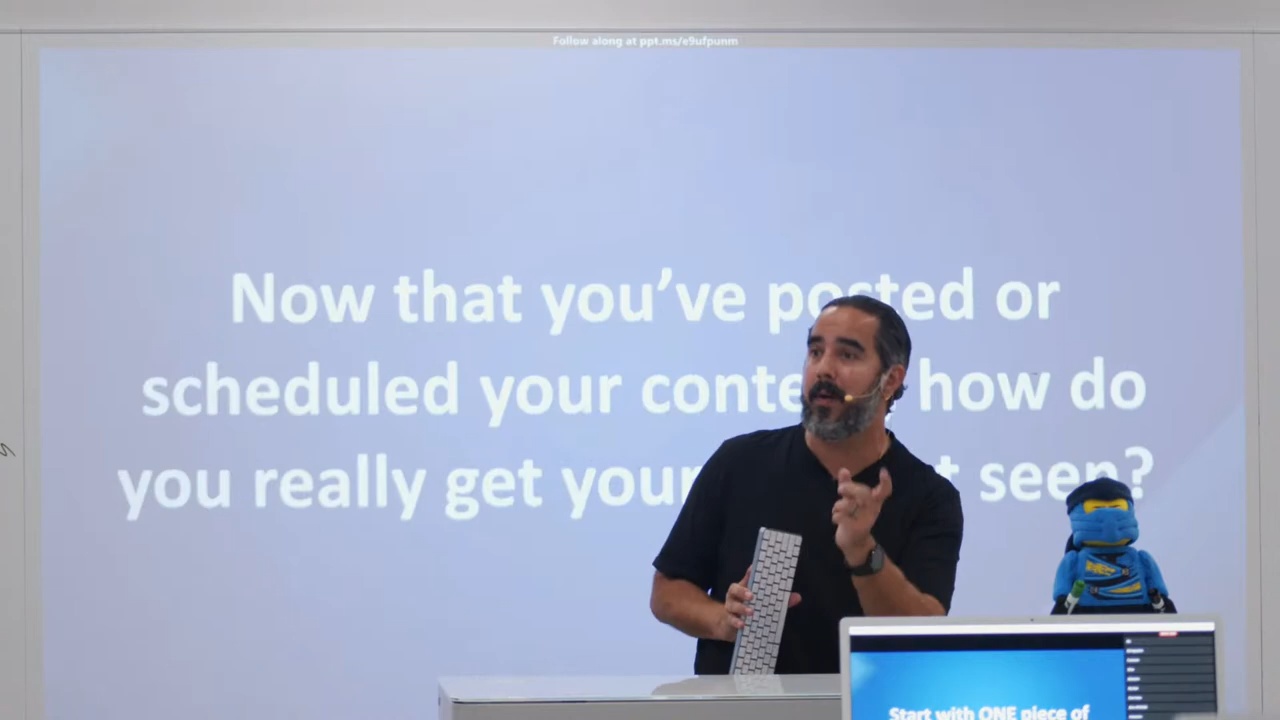 Follow along at ppt.ms/e9ufpunm
Now that you've posted or
scheduled your conte how do
you really get your t seen?
Start with ONE piece of